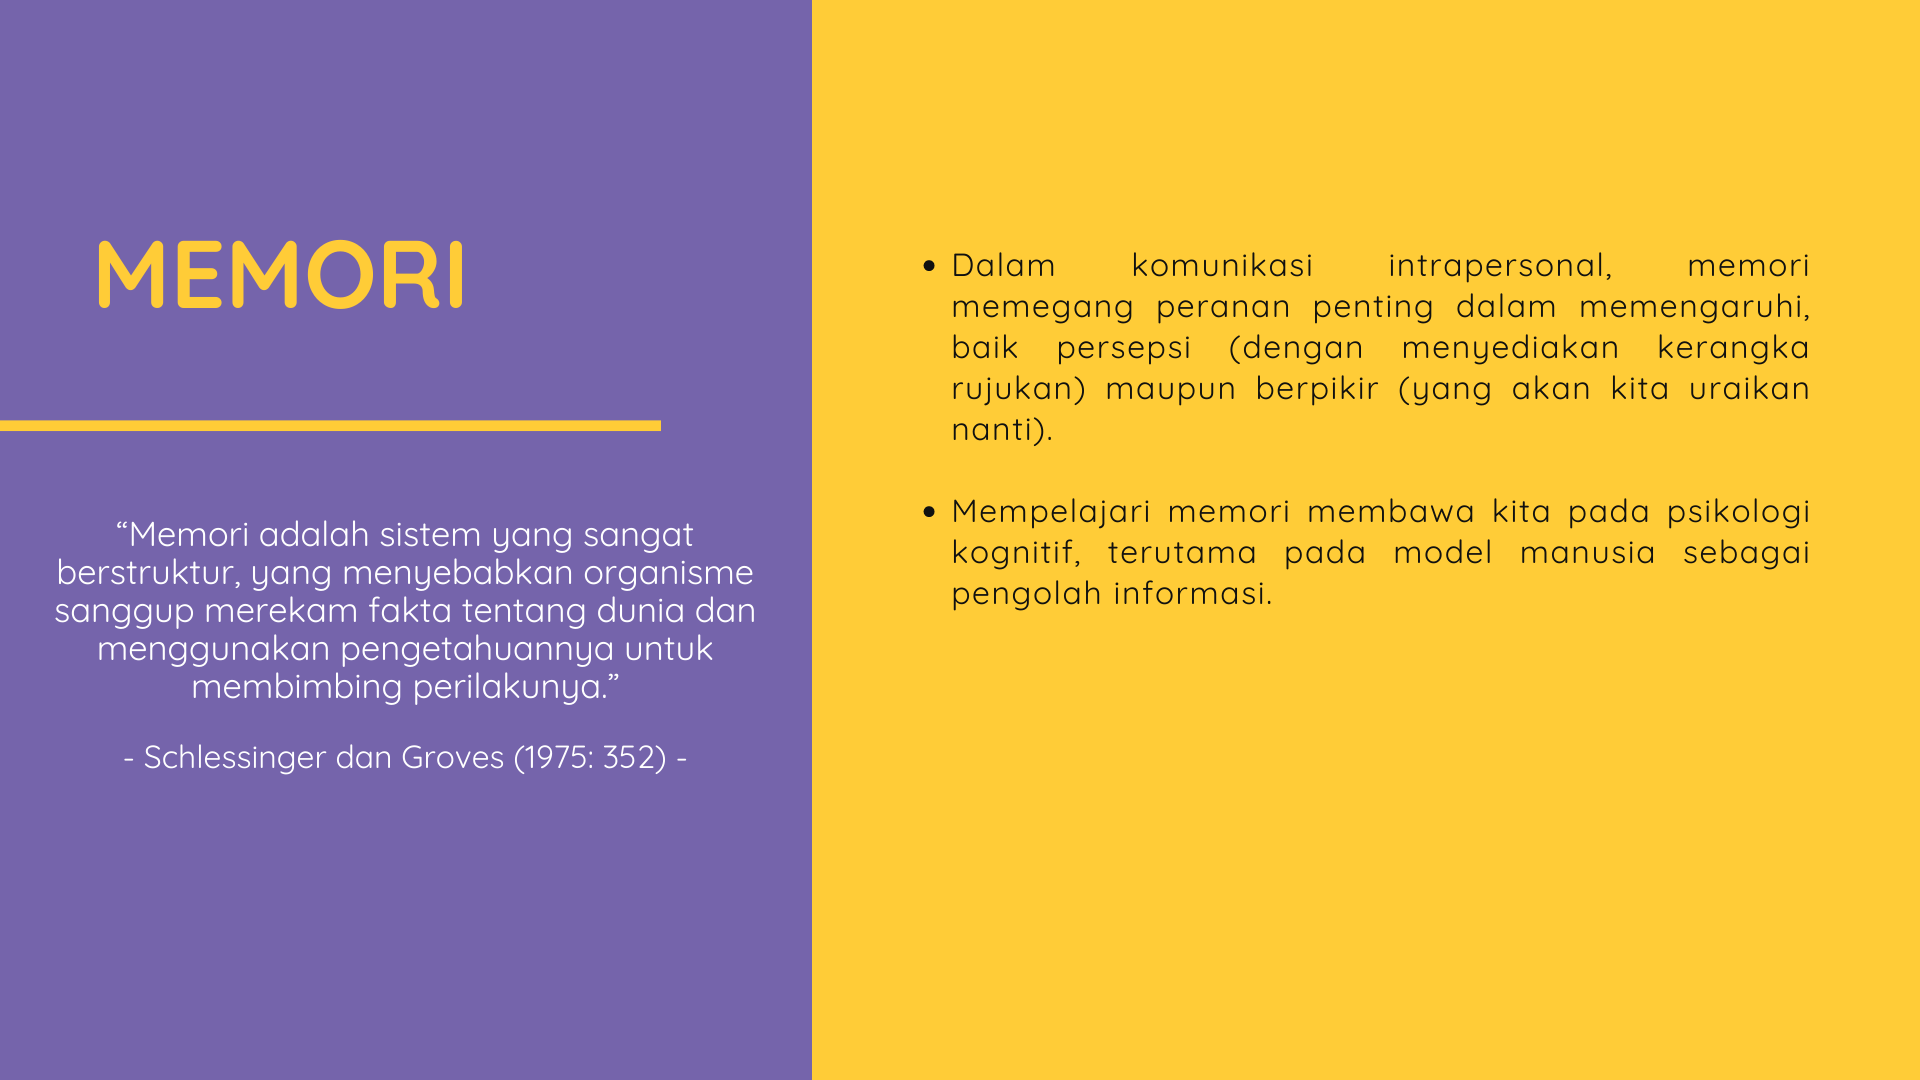 MEMORI
“Memori adalah sistem yang sangat
berstruktur, yang menyebabkan organisme
sanggup merekam fakta tentang dunia dan
menggunakan pengetahuannya untuk
membimbing perilakunya.”
- Schlessinger dan Groves (1975: 352) -
• Dalam komunikasi intrapersonal, memori
memegang peranan penting dalam memengaruhi,
baik persepsi (dengan menyediakan kerangka
rujukan) maupun berpikir (yang akan kita uraikan
nanti).
• Mempelajari memori membawa kita pada psikologi
kognitif, terutama pada model manusia sebagai
pengolah informasi.